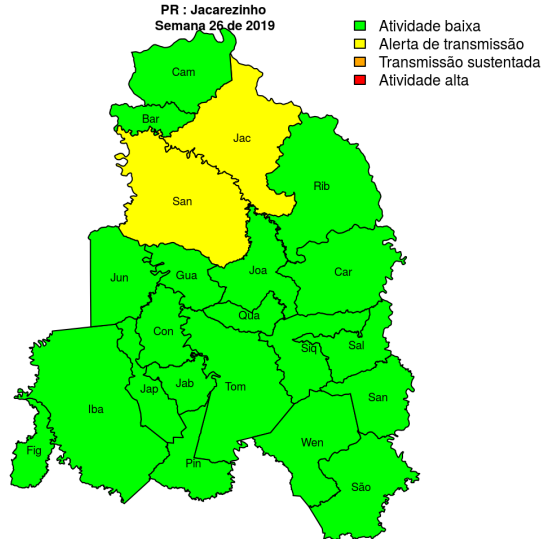 PR : Jacarezinho
Semana 26 de 2019
Atividade baixa
Alerta de transmissão
Transmissão sustentada
Atividade alta
Cam
Bar
Jac
Rib
San
Jun
Gua
Joa
Car
Qua
Con
Siq
Sal
Jap
Jab
Tom
San
Iba
Wen
Fig
Pin
São